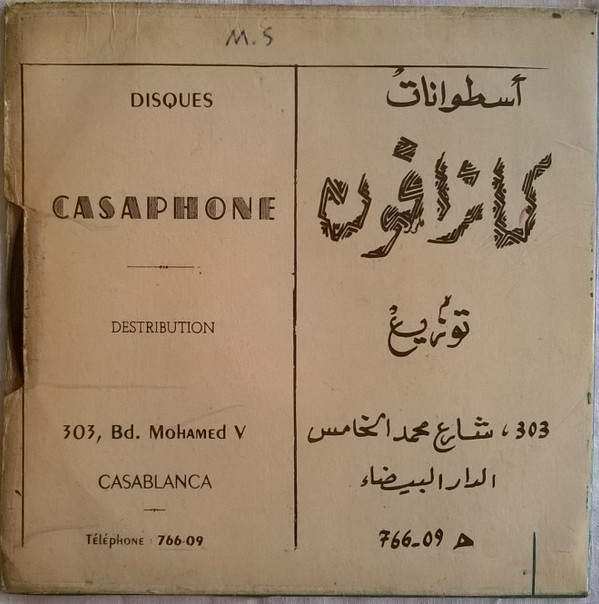 M.S
DISQUES
CASAPHONE
DESTRIBUTION
303, Bd. MOHAMED V
CASABLANCA
Téléphone : 766-09
أسطوانات
كازافون
توزيع
303، شارع محمد الخامس
الدار البيضاء
766-09